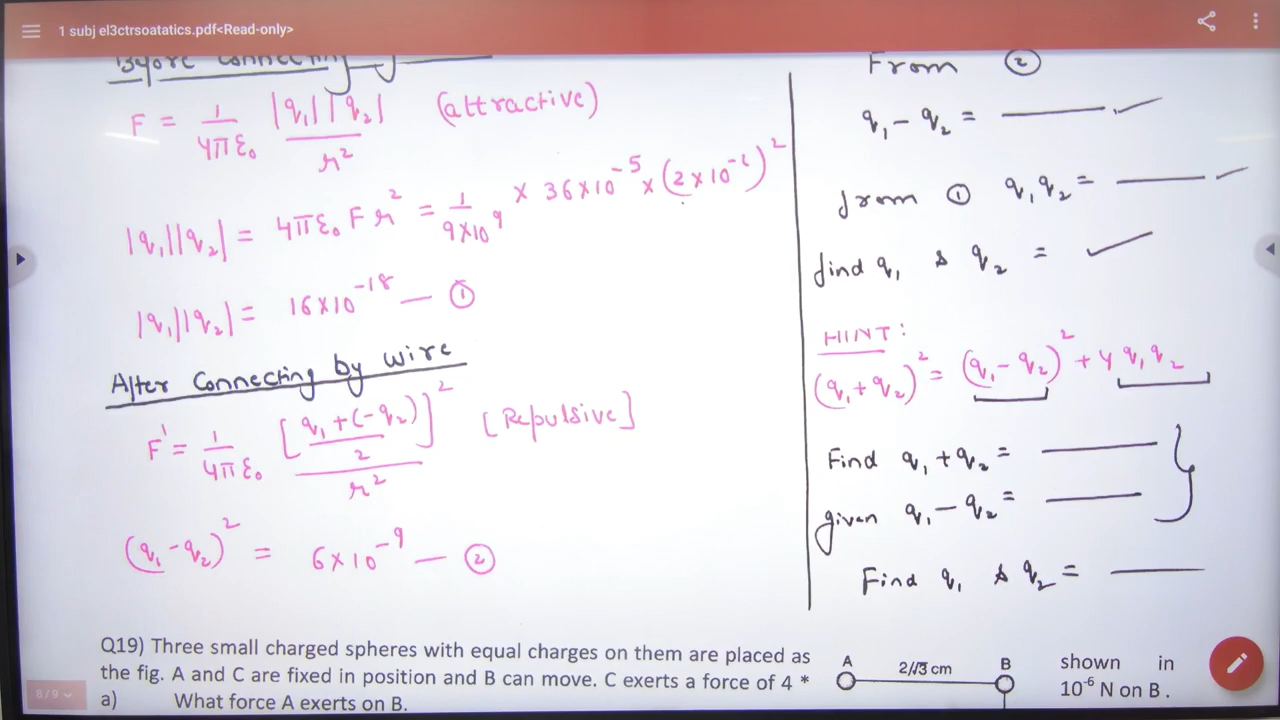 1 subj el3ctrsoatatics.pdf<Read-only>
Before Connecting
F = 1/4πε₀ |q₁||q₂|/r² (attractive)
|q₁||q₂| = 4πε₀ F r² = 1/9×10⁹ × 36×10⁻⁵ × (2×10⁻²)²
|q₁||q₂| = 16×10⁻¹⁸ — ①
After Connecting by wire
F' = 1/4πε₀ [q₁+(-q₂)/2]²/r² [Repulsive]
(q₁-q₂)² = 6×10⁻⁹ — ②
From ②
q₁ - q₂ = ——— ✓
from ① q₁q₂ = ——— ✓
find q₁ & q₂ = ✓
HINT:
(q₁+q₂)² = (q₁-q₂)² + 4q₁q₂
Find q₁+q₂ = ———
given q₁-q₂ = ———
Find q₁ & q₂ = ———
Q19) Three small charged spheres with equal charges on them are placed as
the fig. A and C are fixed in position and B can move. C exerts a force of 4 *
a) What force A exerts on B.
A 2√3 cm B
shown in
10⁻⁶ N on B.
8/9